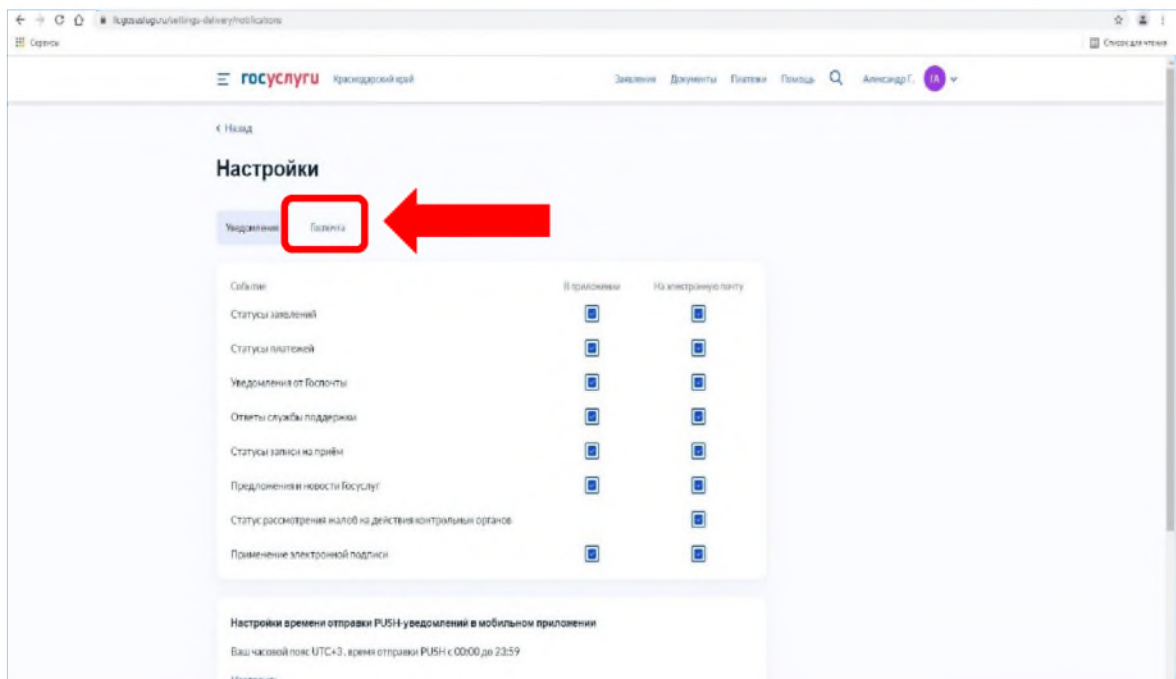 lk.gosuslugi.ru/settings-delivery/notifications
Сервисы
Список для чтения
госуслуги Краснодарский край Заявления Документы Платежи Помощь Александр Г. ГА
Назад
Настройки
Уведомления Госпочта
Событие В приложении На электронную почту
Статусы заявлений
Статусы платежей
Уведомления от Госпочты
Ответы службы поддержки
Статусы записи на приём
Предложения и новости Госуслуг
Статус рассмотрения жалоб на действия контрольных органов
Применение электронной подписи
Настройки времени отправки PUSH-уведомлений в мобильном приложении
Ваш часовой пояс UTC+3, время отправки PUSH с 00:00 до 23:59